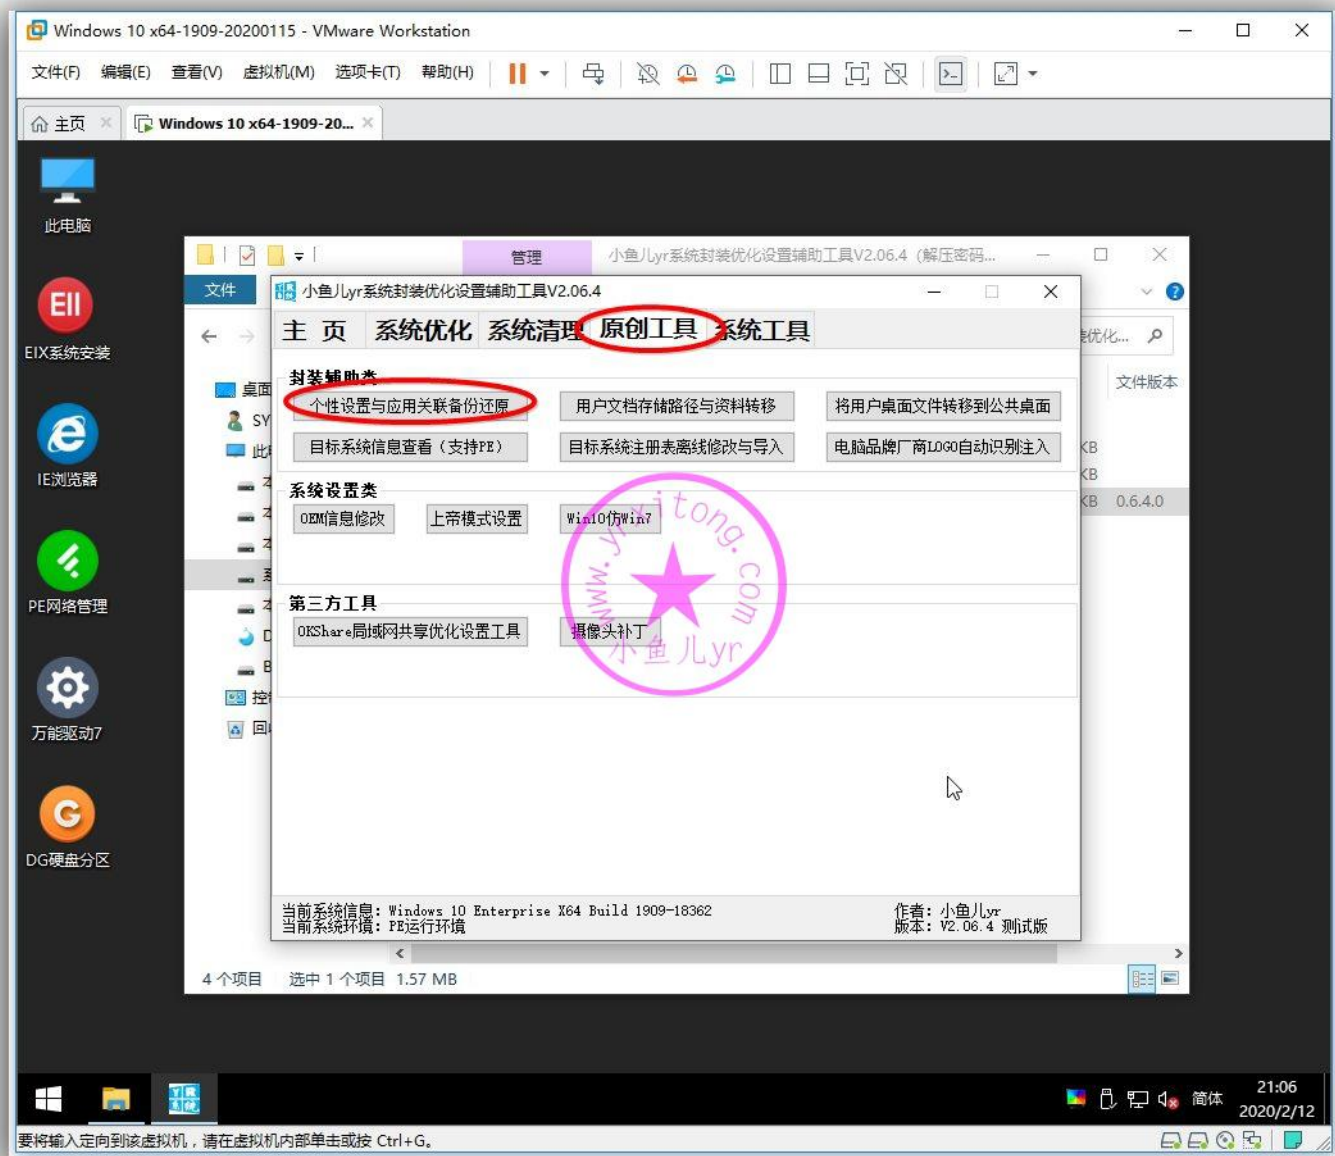 Windows 10 x64-1909-20200115 - VMware Workstation
文件(F) 编辑(E) 查看(V) 虚拟机(M) 选项卡(T) 帮助(H)
主页 Windows 10 x64-1909-20...
此电脑
EII
EIX系统安装
IE浏览器
PE网络管理
万能驱动7
G
DG硬盘分区
管理 小鱼儿yr系统封装优化设置辅助工具V2.06.4（解压密码...
文件
小鱼儿yr系统封装优化设置辅助工具V2.06.4
主 页 系统优化 系统清理 原创工具 系统工具
优化...
文件版本
桌面
SY
此
KB
KB
KB 0.6.4.0
D
控
回
封装辅助类
个性设置与应用关联备份还原 用户文档存储路径与资料转移 将用户桌面文件转移到公共桌面
目标系统信息查看（支持PE） 目标系统注册表离线修改与导入 电脑品牌厂商LOGO自动识别注入
系统设置类
OEM信息修改 上帝模式设置 Win10仿Win7
第三方工具
OKShare局域网共享优化设置工具 摄像头补丁
www.yrxitong.com
小鱼儿yr
当前系统信息：Windows 10 Enterprise X64 Build 1909-18362
当前系统环境：PE运行环境
作者：小鱼儿yr
版本：V2.06.4 测试版
4 个项目 选中 1 个项目 1.57 MB
YR
系统
简体
21:06
2020/2/12
要将输入定向到该虚拟机，请在虚拟机内部单击或按 Ctrl+G。